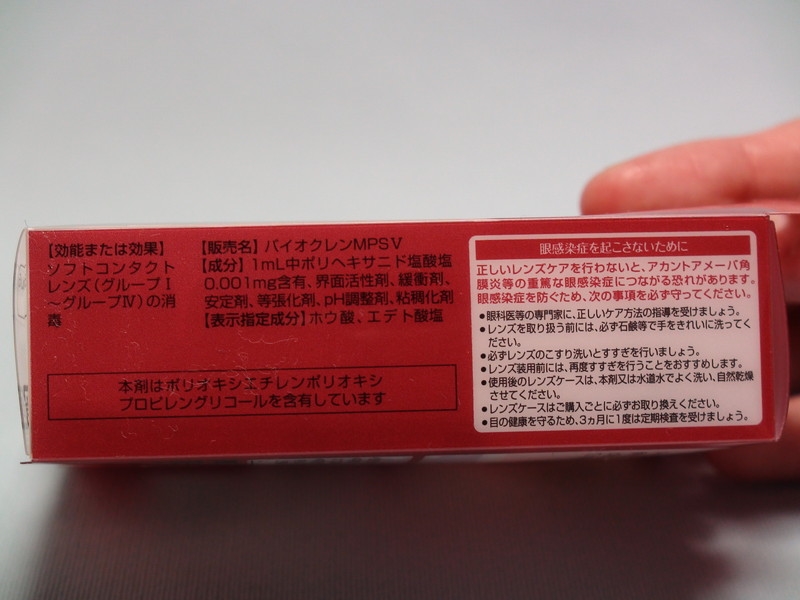 【効能または効果】
ソフトコンタクト
レンズ(グループⅠ
～グループⅣ)の消
毒
【販売名】バイオクレンMPSⅤ
【成分】1mL中ポリヘキサニド塩酸塩
0.001mg含有、界面活性剤、緩衝剤、
安定剤、等張化剤、pH調整剤、粘稠化剤
【表示指定成分】ホウ酸、エデト酸塩
本剤はポリオキシエチレンポリオキシ
プロピレングリコールを含有しています
眼感染症を起こさないために
正しいレンズケアを行わないと、アカントアメーバ角
膜炎等の重篤な眼感染症につながる恐れがあります。
眼感染症を防ぐため、次の事項を必ず守ってください。
●眼科医等の専門家に、正しいケア方法の指導を受けましょう。
●レンズを取り扱う前には、必ず石鹸等で手をきれいに洗ってく
ださい。
●必ずレンズのこすり洗いとすすぎを行いましょう。
●レンズ装用前には、再度すすぎを行うことをおすすめします。
●使用後のレンズケースは、本剤又は水道水でよく洗い、自然乾燥
させてください。
●レンズケースはご購入ごとに必ずお取り換えください。
●目の健康を守るため、3ヵ月に1度は定期検査を受けましょう。